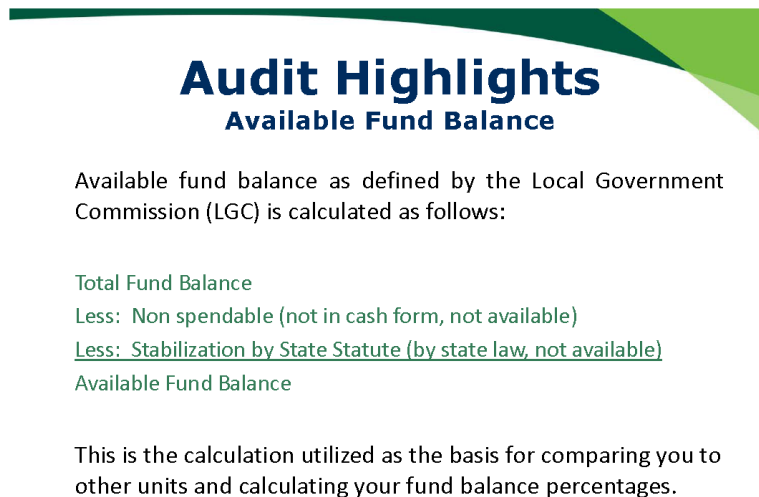 Audit Highlights
Available Fund Balance
Available fund balance as defined by the Local Government
Commission (LGC) is calculated as follows:
Total Fund Balance
Less:  Non spendable (not in cash form, not available)
Less:  Stabilization by State Statute (by state law, not available)
Available Fund Balance
This is the calculation utilized as the basis for comparing you to
other units and calculating your fund balance percentages.